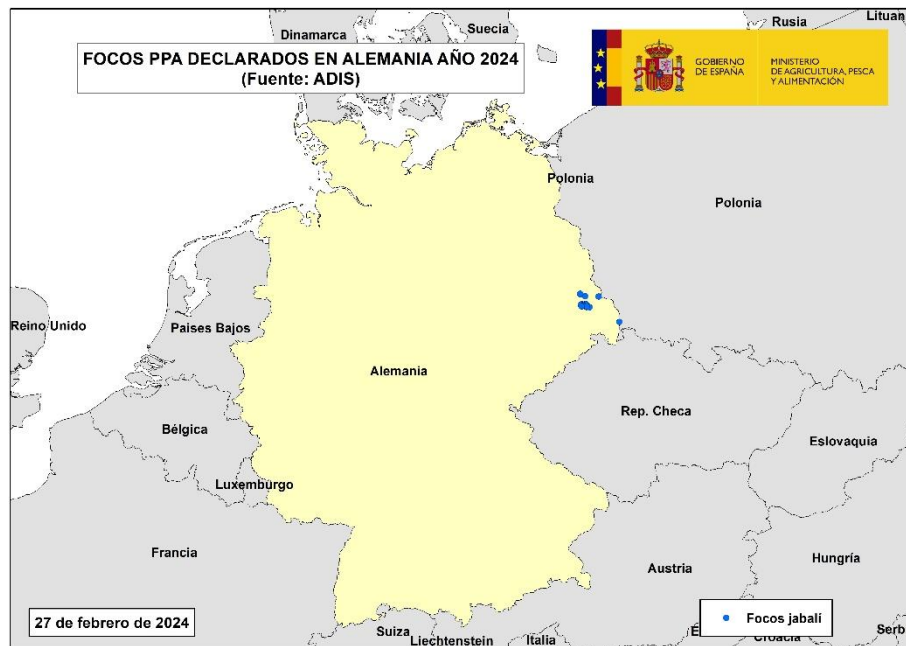 Dinamarca
Suecia
Rusia
Lituan
FOCOS PPA DECLARADOS EN ALEMANIA AÑO 2024
(Fuente: ADIS)
GOBIERNO
DE ESPAÑA
MINISTERIO
DE AGRICULTURA, PESCA
Y ALIMENTACIÓN
Polonia
Polonia
Reino Unido
Paises Bajos
Alemania
Rep. Checa
Bélgica
Eslovaquia
Luxemburgo
Francia
Austria
Hungría
27 de febrero de 2024
Focos jabalí
Suiza
Liechtenstein
Italia
Croacia
Serb